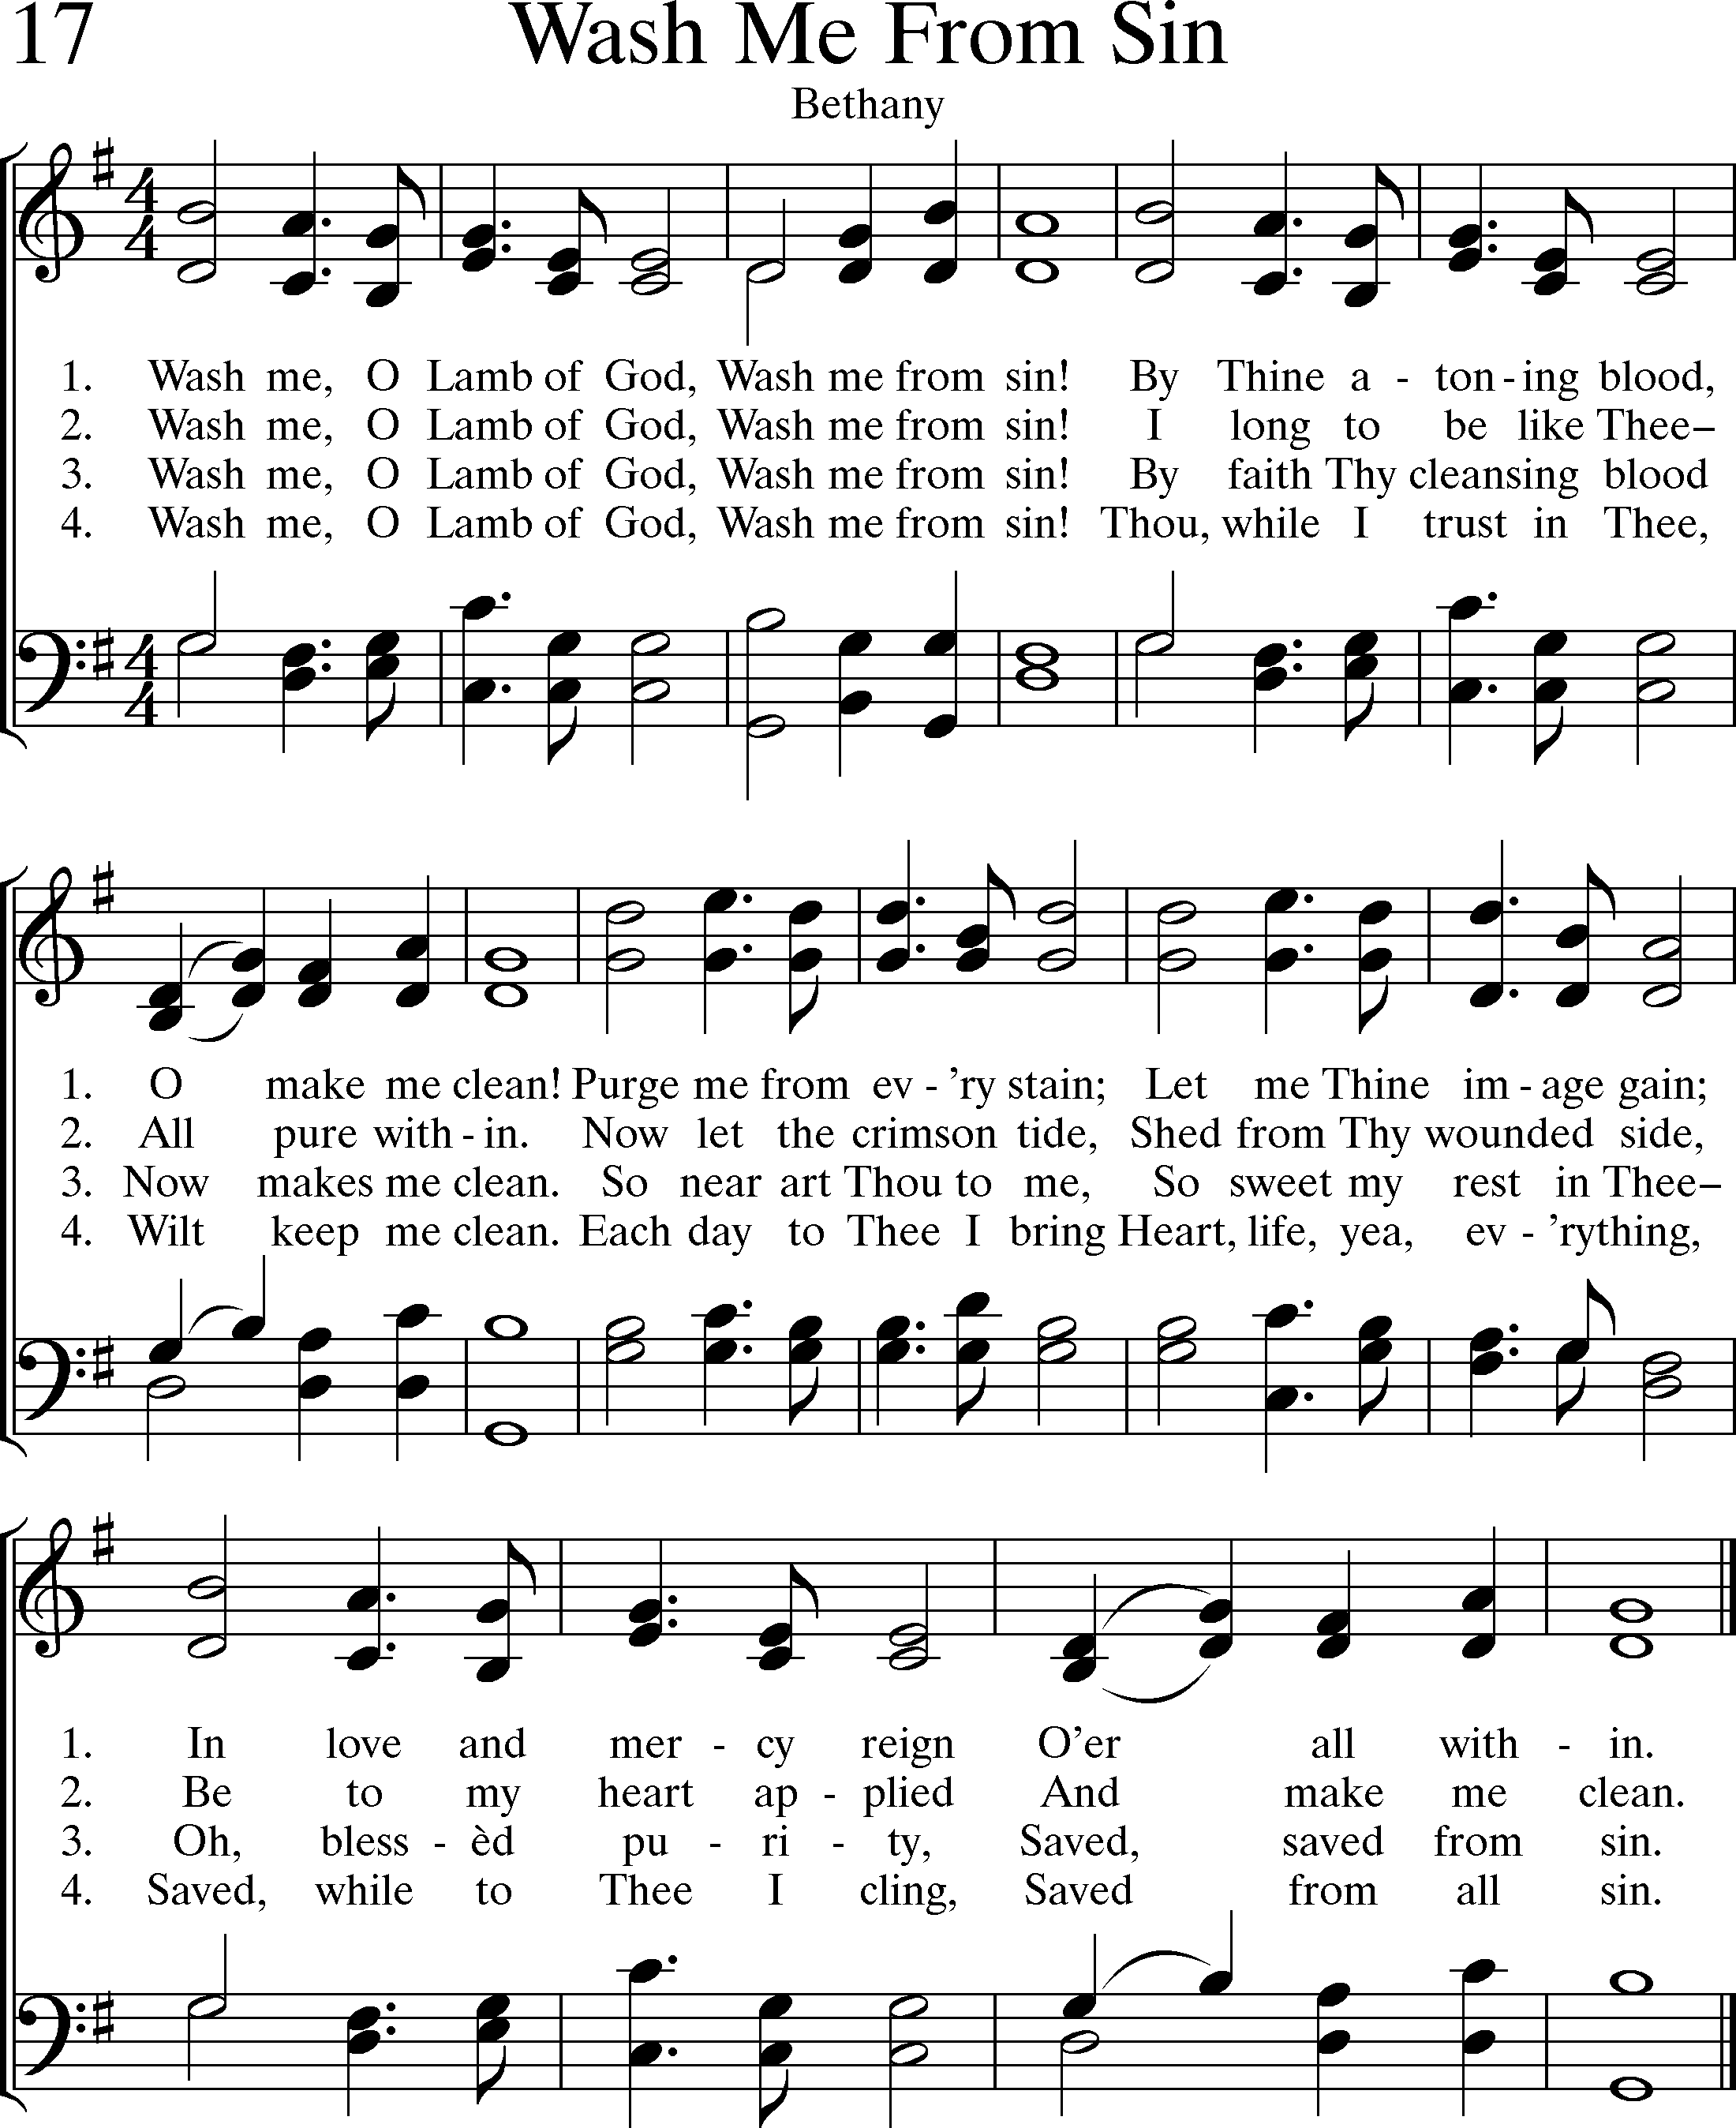 17 Wash Me From Sin
Bethany
4
4
1. Wash me, O Lamb of God, Wash me from sin! By Thine a - ton - ing blood,
2. Wash me, O Lamb of God, Wash me from sin! I long to be like Thee–
3. Wash me, O Lamb of God, Wash me from sin! By faith Thy cleansing blood
4. Wash me, O Lamb of God, Wash me from sin! Thou, while I trust in Thee,
4
4
1. O make me clean! Purge me from ev - 'ry stain; Let me Thine im - age gain;
2. All pure with - in. Now let the crimson tide, Shed from Thy wounded side,
3. Now makes me clean. So near art Thou to me, So sweet my rest in Thee–
4. Wilt keep me clean. Each day to Thee I bring Heart, life, yea, ev - 'rything,
1. In love and mer - cy reign O'er all with - in.
2. Be to my heart ap - plied And make me clean.
3. Oh, bless - èd pu - ri - ty, Saved, saved from sin.
4. Saved, while to Thee I cling, Saved from all sin.